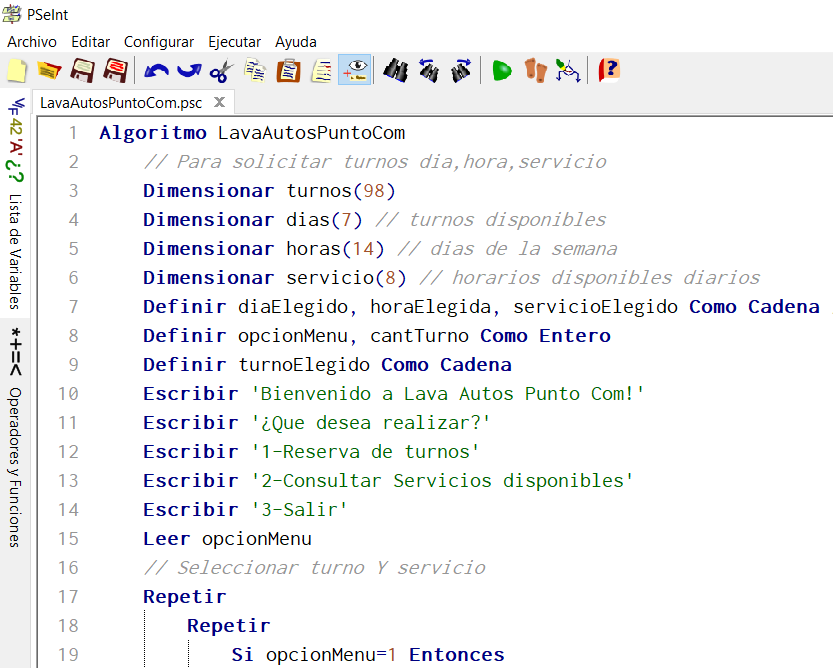 PSeInt
Archivo Editar Configurar Ejecutar Ayuda
LavaAutosPuntoCom.psc X
1 Algoritmo LavaAutosPuntoCom
2 // Para solicitar turnos dia,hora,servicio
3 Dimensionar turnos(98)
4 Dimensionar dias(7) // turnos disponibles
5 Dimensionar horas(14) // dias de la semana
6 Dimensionar servicio(8) // horarios disponibles diarios
7 Definir diaElegido, horaElegida, servicioElegido Como Cadena
8 Definir opcionMenu, cantTurno Como Entero
9 Definir turnoElegido Como Cadena
10 Escribir 'Bienvenido a Lava Autos Punto Com!'
11 Escribir '¿Que desea realizar?'
12 Escribir '1-Reserva de turnos'
13 Escribir '2-Consultar Servicios disponibles'
14 Escribir '3-Salir'
15 Leer opcionMenu
16 // Seleccionar turno Y servicio
17 Repetir
18 Repetir
19 Si opcionMenu=1 Entonces
VF 42 'A' ¿?
Lista de Variables
*+=<
Operadores y Funciones